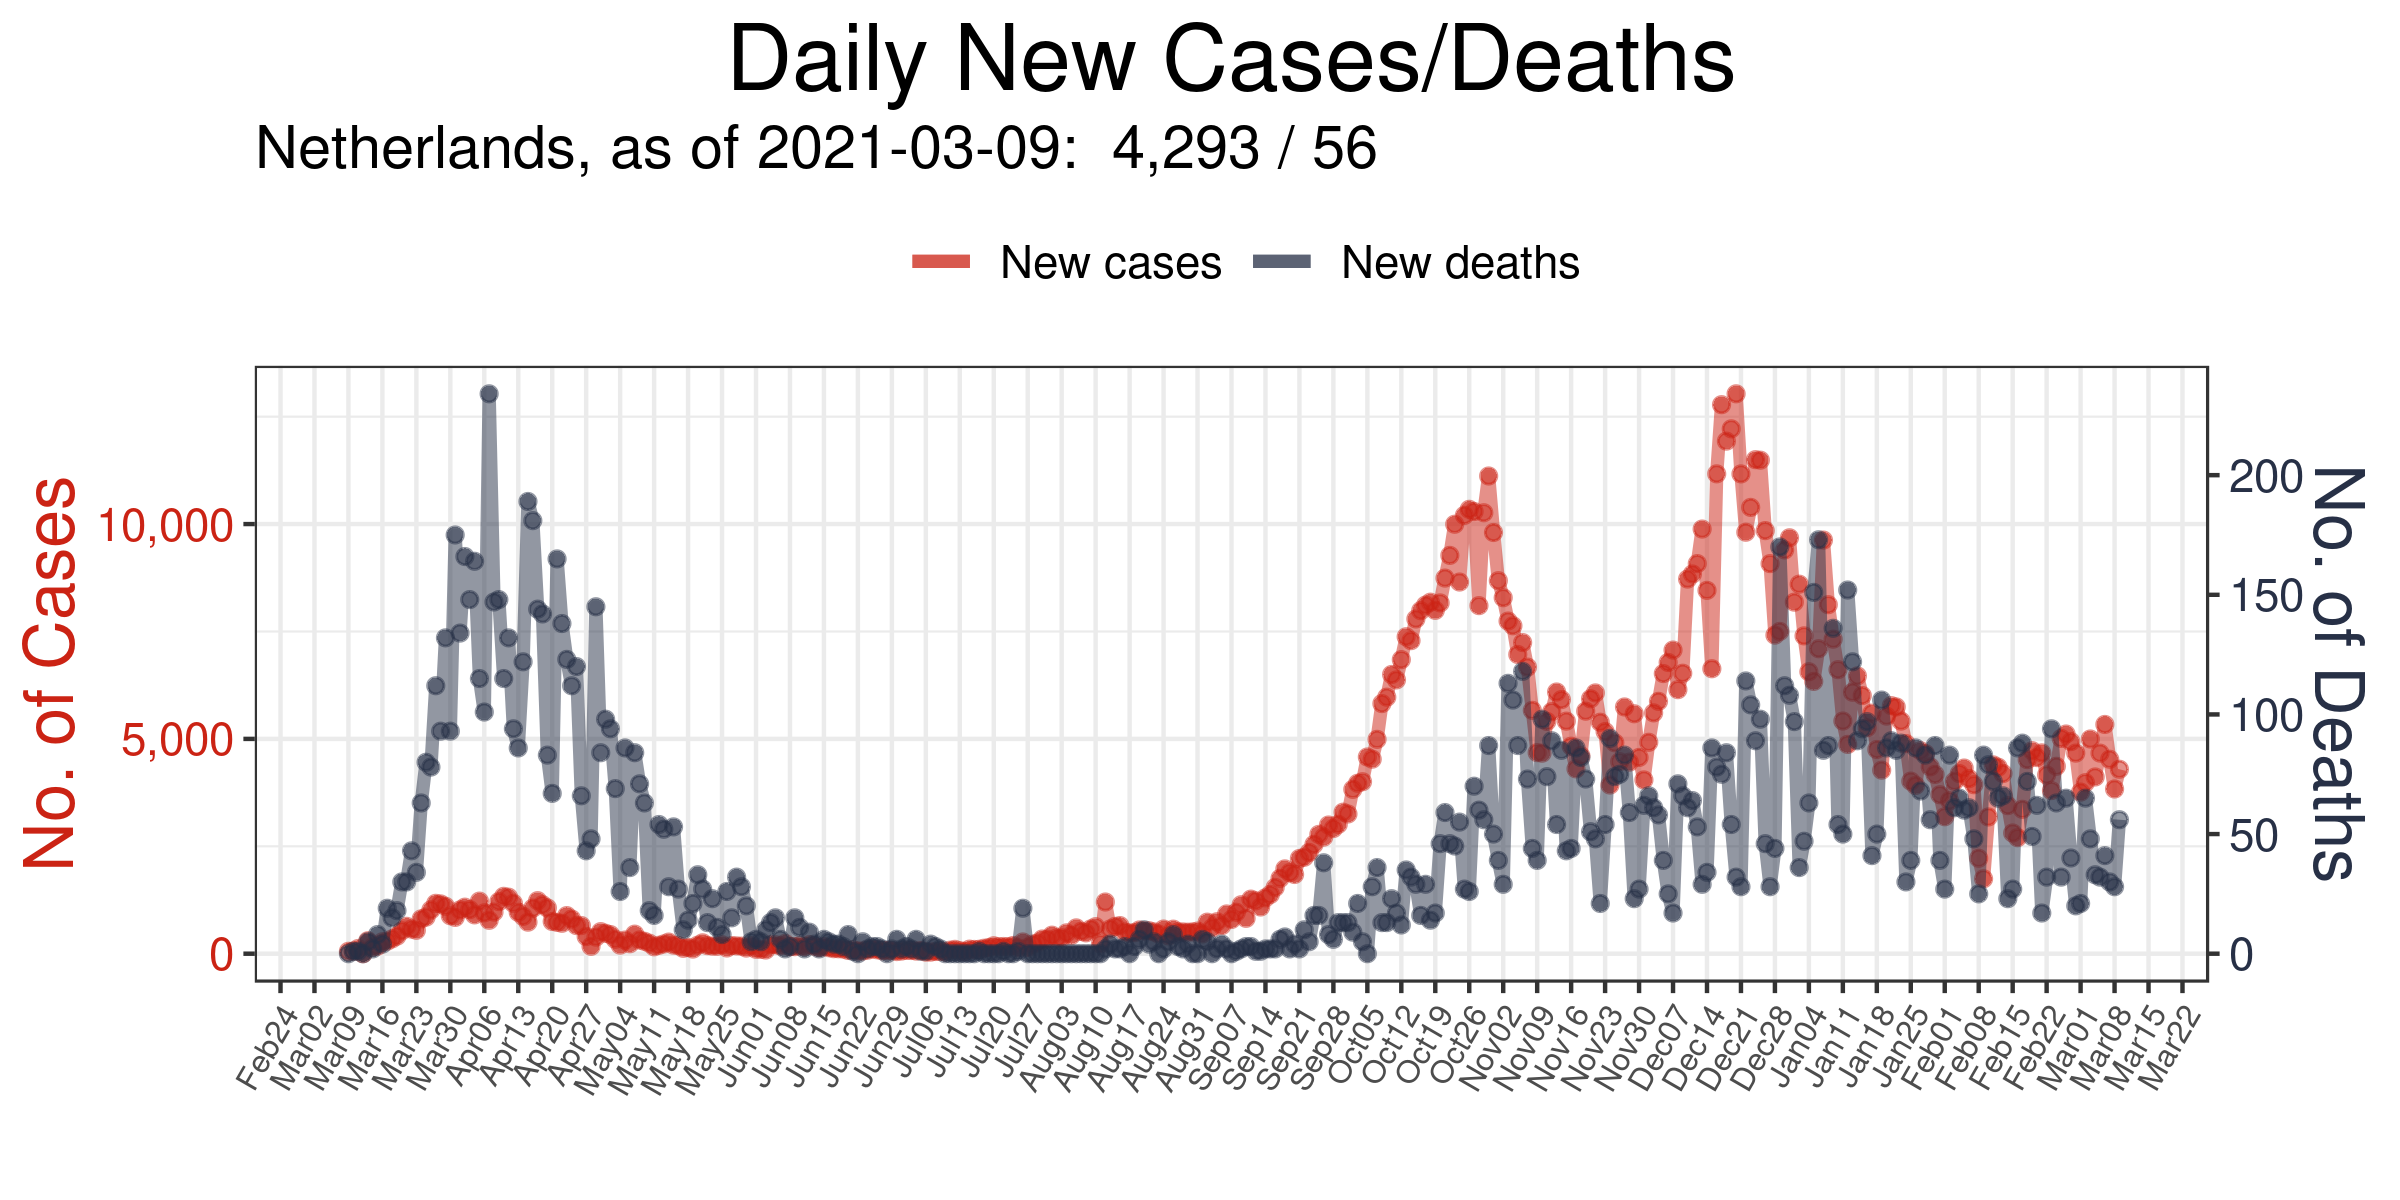 Daily New Cases/Deaths
Netherlands, as of 2021-03-09: 4,293 / 56
New cases New deaths
No. of Cases
10,000
5,000
0
200
150
100
50
0
No. of Deaths
Feb24
Mar02
Mar09
Mar16
Mar23
Mar30
Apr06
Apr13
Apr20
Apr27
May04
May11
May18
May25
Jun01
Jun08
Jun15
Jun22
Jun29
Jul06
Jul13
Jul20
Jul27
Aug03
Aug10
Aug17
Aug24
Aug31
Sep07
Sep14
Sep21
Sep28
Oct05
Oct12
Oct19
Oct26
Nov02
Nov09
Nov16
Nov23
Nov30
Dec07
Dec14
Dec21
Dec28
Jan04
Jan11
Jan18
Jan25
Feb01
Feb08
Feb15
Feb22
Mar01
Mar08
Mar15
Mar22